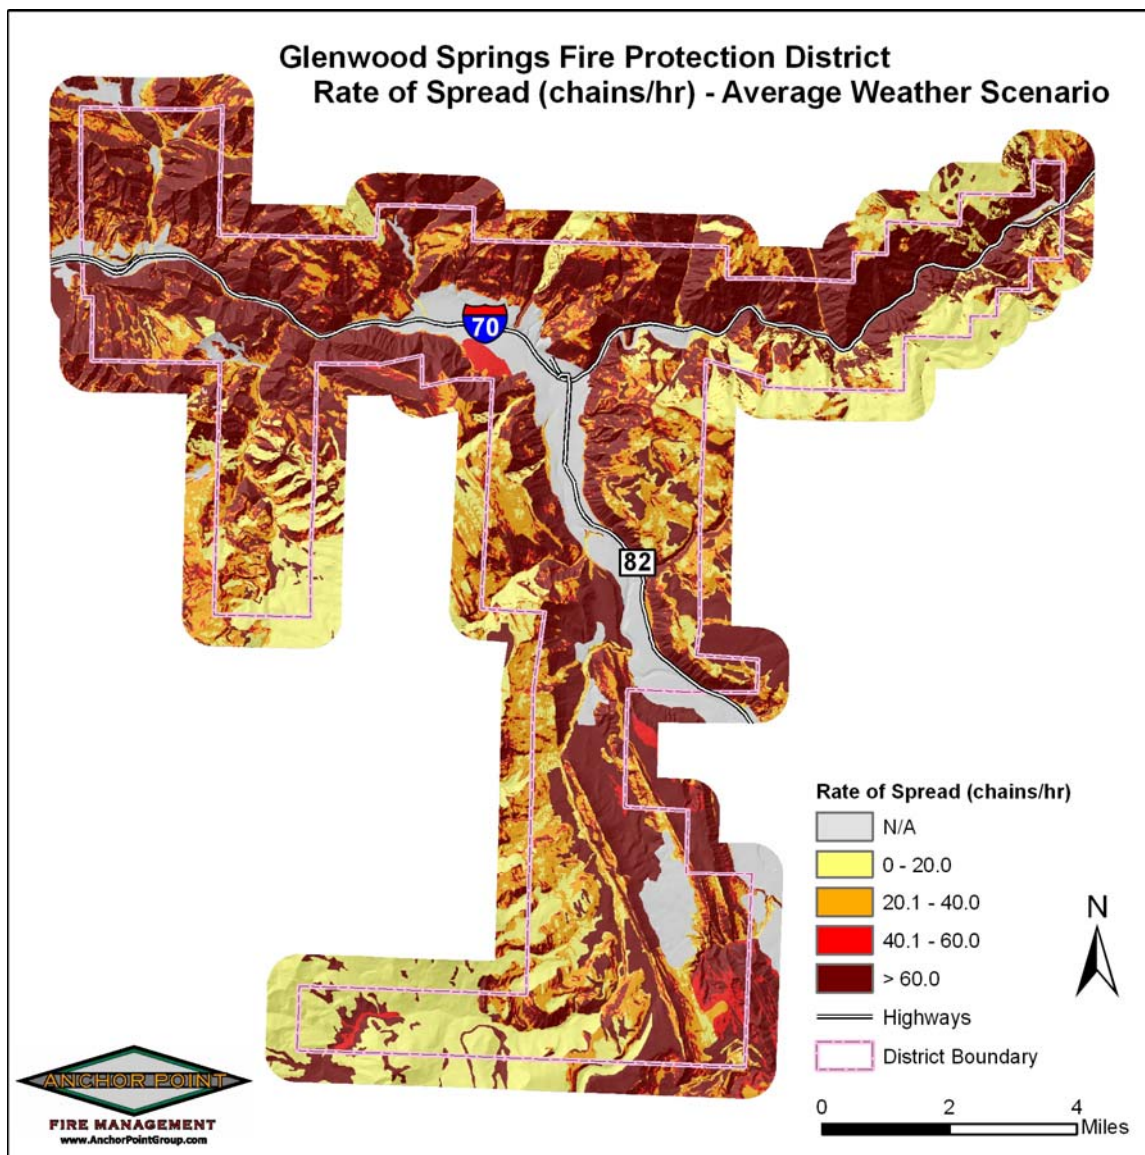 Glenwood Springs Fire Protection District
Rate of Spread (chains/hr) - Average Weather Scenario
70
82
Rate of Spread (chains/hr)
N/A
0 - 20.0
20.1 - 40.0
40.1 - 60.0
> 60.0
Highways
District Boundary
N
0 2 4
Miles
ANCHOR POINT
FIRE MANAGEMENT
www.AnchorPointGroup.com